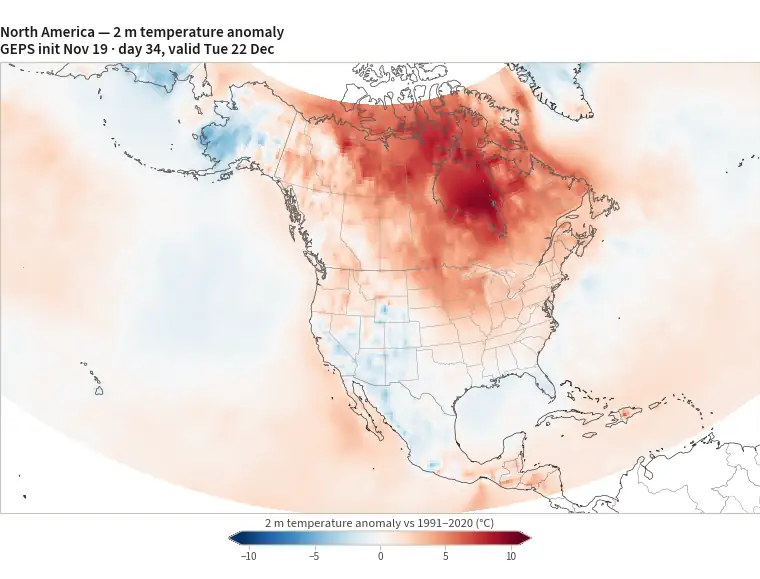 North America — 2 m temperature anomaly
GEPS init Nov 19 · day 34, valid Tue 22 Dec
2 m temperature anomaly vs 1991–2020 (°C)
−10 −5 0 5 10